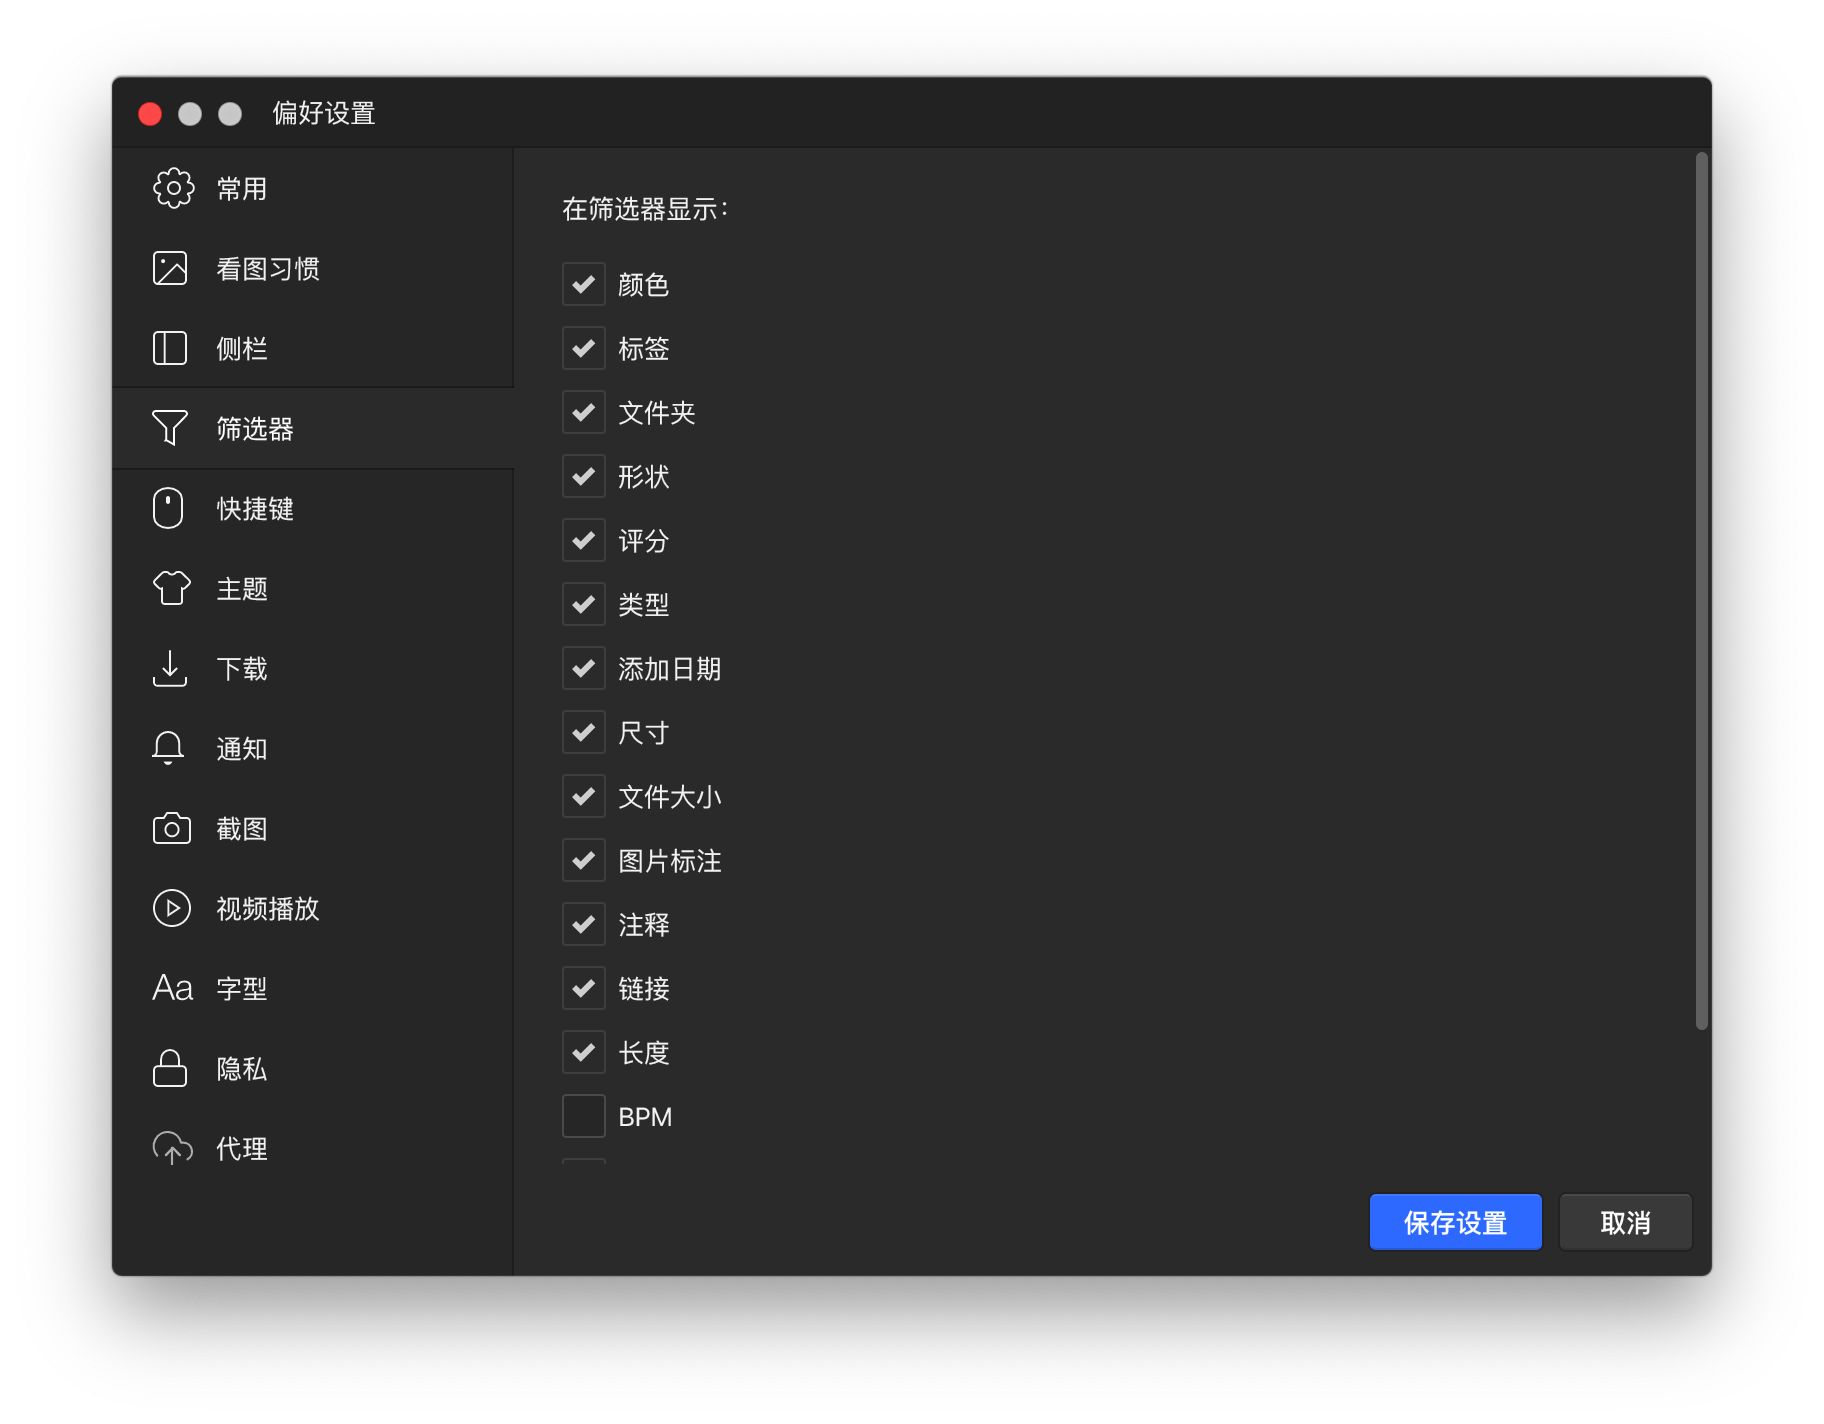 偏好设置
常用
看图习惯
侧栏
筛选器
快捷键
主题
下载
通知
截图
视频播放
Aa 字型
隐私
代理
在筛选器显示：
颜色
标签
文件夹
形状
评分
类型
添加日期
尺寸
文件大小
图片标注
注释
链接
长度
BPM
保存设置
取消